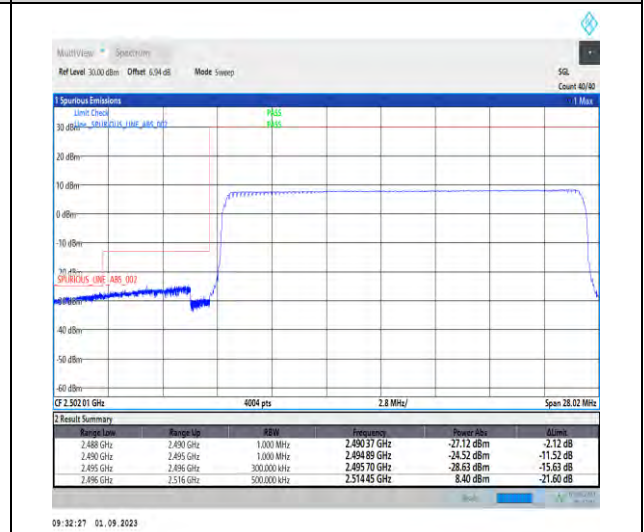 MultiView Spectrum
Ref Level 30.00 dBm Offset 6.94 dB Mode Sweep SGL
Count 40/40
1 Spurious Emissions 1 Max
Limit Check PASS
30 dBm Line _SPURIOUS_LINE_ABS_002 PASS
20 dBm
10 dBm
0 dBm
-10 dBm
-20 dBm
SPURIOUS_LINE_ABS_002
-30 dBm
-40 dBm
-50 dBm
-60 dBm
CF 2.502 01 GHz 4004 pts 2.8 MHz/ Span 28.02 MHz
2 Result Summary
Range Low Range Up RBW Frequency Power Abs ΔLimit
2.488 GHz 2.490 GHz 1.000 MHz 2.490 37 GHz -27.12 dBm -2.12 dB
2.490 GHz 2.495 GHz 1.000 MHz 2.494 89 GHz -24.52 dBm -11.52 dB
2.495 GHz 2.496 GHz 300.000 kHz 2.495 70 GHz -28.63 dBm -15.63 dB
2.496 GHz 2.516 GHz 500.000 kHz 2.514 45 GHz 8.40 dBm -21.60 dB
Ready
09:32:27 01.09.2023